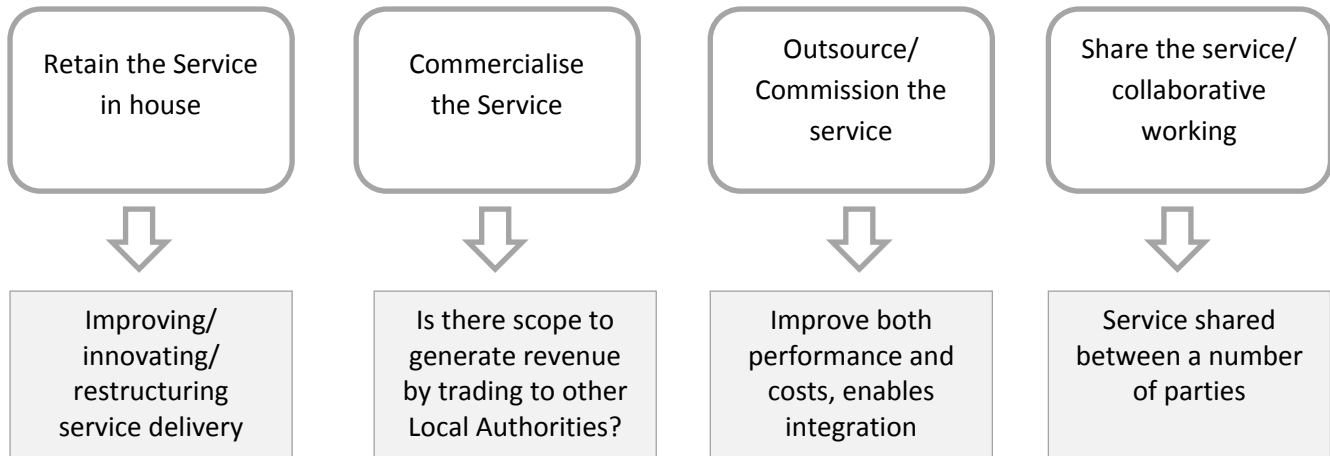 Retain the Service
in house
Commercialise
the Service
Outsource/
Commission the
service
Share the service/
collaborative
working
Improving/
innovating/
restructuring
service delivery
Is there scope to
generate revenue
by trading to other
Local Authorities?
Improve both
performance and
costs, enables
integration
Service shared
between a number
of parties